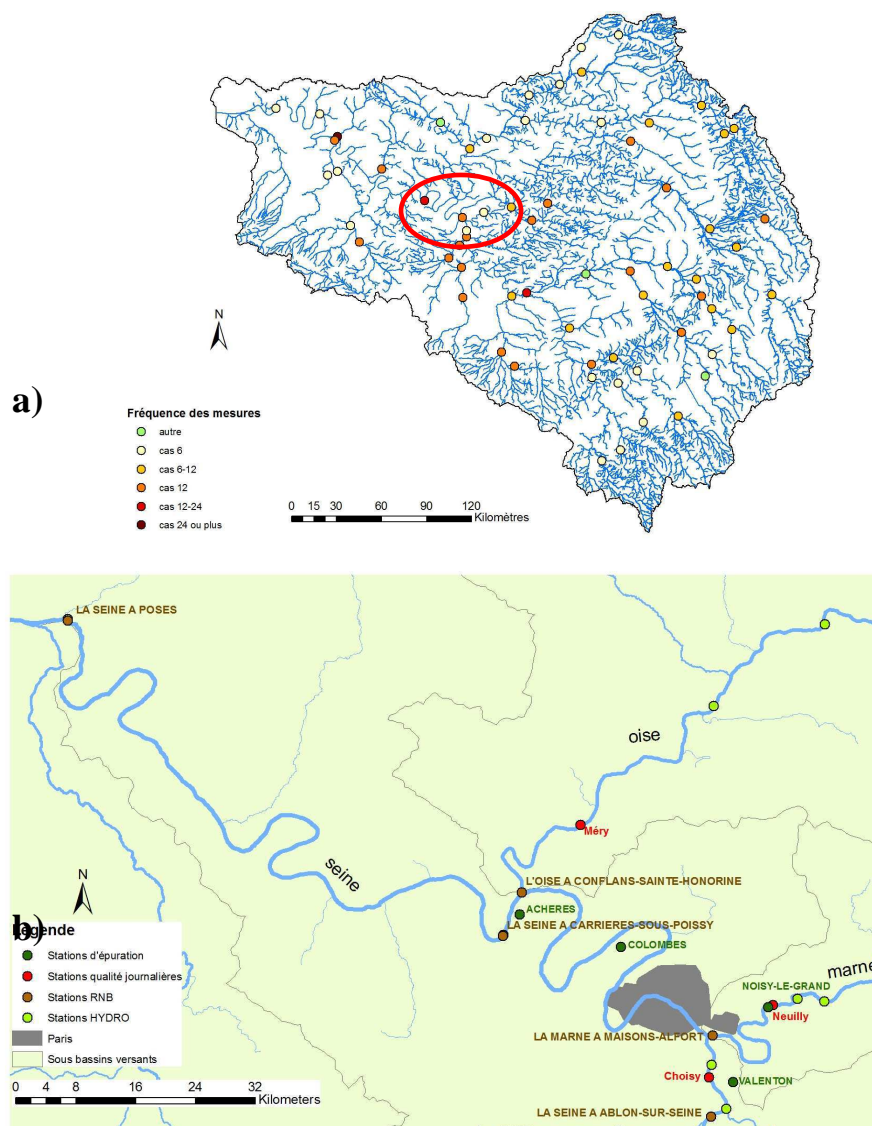 N
a)
Fréquence des mesures
autre
cas 6
cas 6-12
cas 12
cas 12-24
cas 24 ou plus
0 15 30 60 90 120
Kilomètres
LA SEINE A POSES
oise
Méry
seine
N
L'OISE A CONFLANS-SAINTE-HONORINE
ACHERES
LA SEINE A CARRIERES-SOUS-POISSY
COLOMBES
marne
NOISY-LE-GRAND
Neuilly
LA MARNE A MAISONS-ALFORT
Choisy
VALENTON
LA SEINE A ABLON-SUR-SEINE
b)
Légende
Stations d'épuration
Stations qualité journalières
Stations RNB
Stations HYDRO
Paris
Sous bassins versants
0 4 8 16 24 32
Kilometers